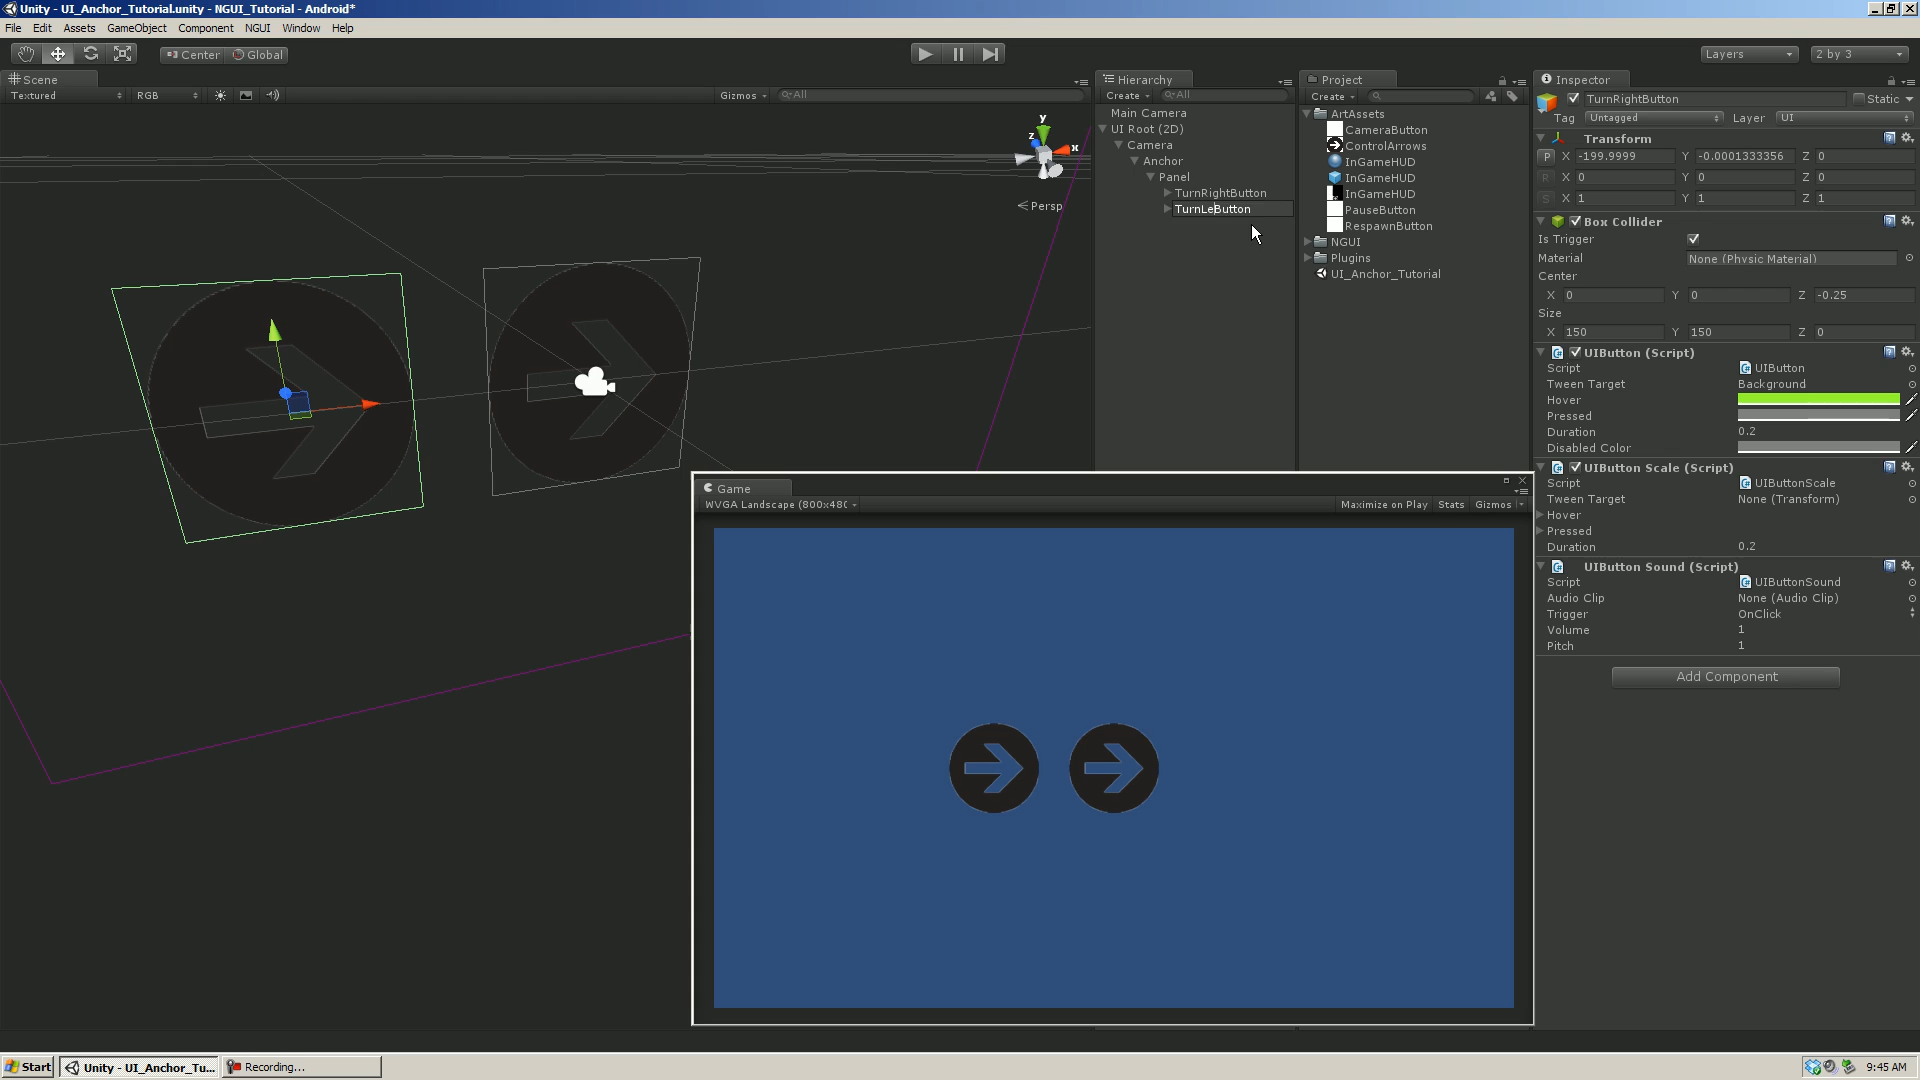 Unity - UI_Anchor_Tutorial.unity - NGUI_Tutorial - Android*
File Edit Assets GameObject Component NGUI Window Help
Center Global Layers 2 by 3
Scene
Textured RGB Gizmos All
y
z
x
Persp
Hierarchy
Create All
Main Camera
UI Root (2D)
Camera
Anchor
Panel
TurnRightButton
TurnLeButton
Project
Create
ArtAssets
CameraButton
ControlArrows
InGameHUD
InGameHUD
InGameHUD
PauseButton
RespawnButton
NGUI
Plugins
UI_Anchor_Tutorial
Inspector
TurnRightButton Static
Tag Untagged Layer UI
Transform
P X -199.9999 Y -0.0001333356 Z 0
R X 0 Y 0 Z 0
S X 1 Y 1 Z 1
Box Collider
Is Trigger
Material None (Physic Material)
Center
X 0 Y 0 Z -0.25
Size
X 150 Y 150 Z 0
UIButton (Script)
Script UIButton
Tween Target Background
Hover
Pressed
Duration 0.2
Disabled Color
UIButton Scale (Script)
Script UIButtonScale
Tween Target None (Transform)
Hover
Pressed
Duration 0.2
UIButton Sound (Script)
Script UIButtonSound
Audio Clip None (Audio Clip)
Trigger OnClick
Volume 1
Pitch 1
Add Component
Game
WVGA Landscape (800x480 Maximize on Play Stats Gizmos
Start Unity - UI_Anchor_Tu... Recording... 9:45 AM